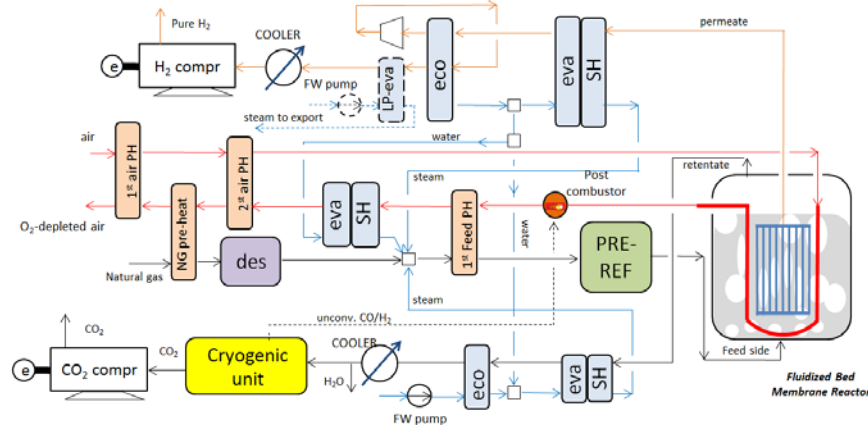 Pure H₂
permeate
COOLER
e
H₂ compr
FW pump
LP-eva
eco
eva
SH
steam to export
water
air
1st air PH
2nd air PH
steam
retentate
Post
combustor
eva
SH
1st Feed PH
O₂-depleted air
NG pre-heat
water
Natural gas
des
PRE-
REF
steam
unconv. CO/H₂
Feed side
CO₂
COOLER
CO₂
e
CO₂ compr
Cryogenic
unit
H₂O
eco
eva
SH
FW pump
Fluidized Bed
Membrane Reactor